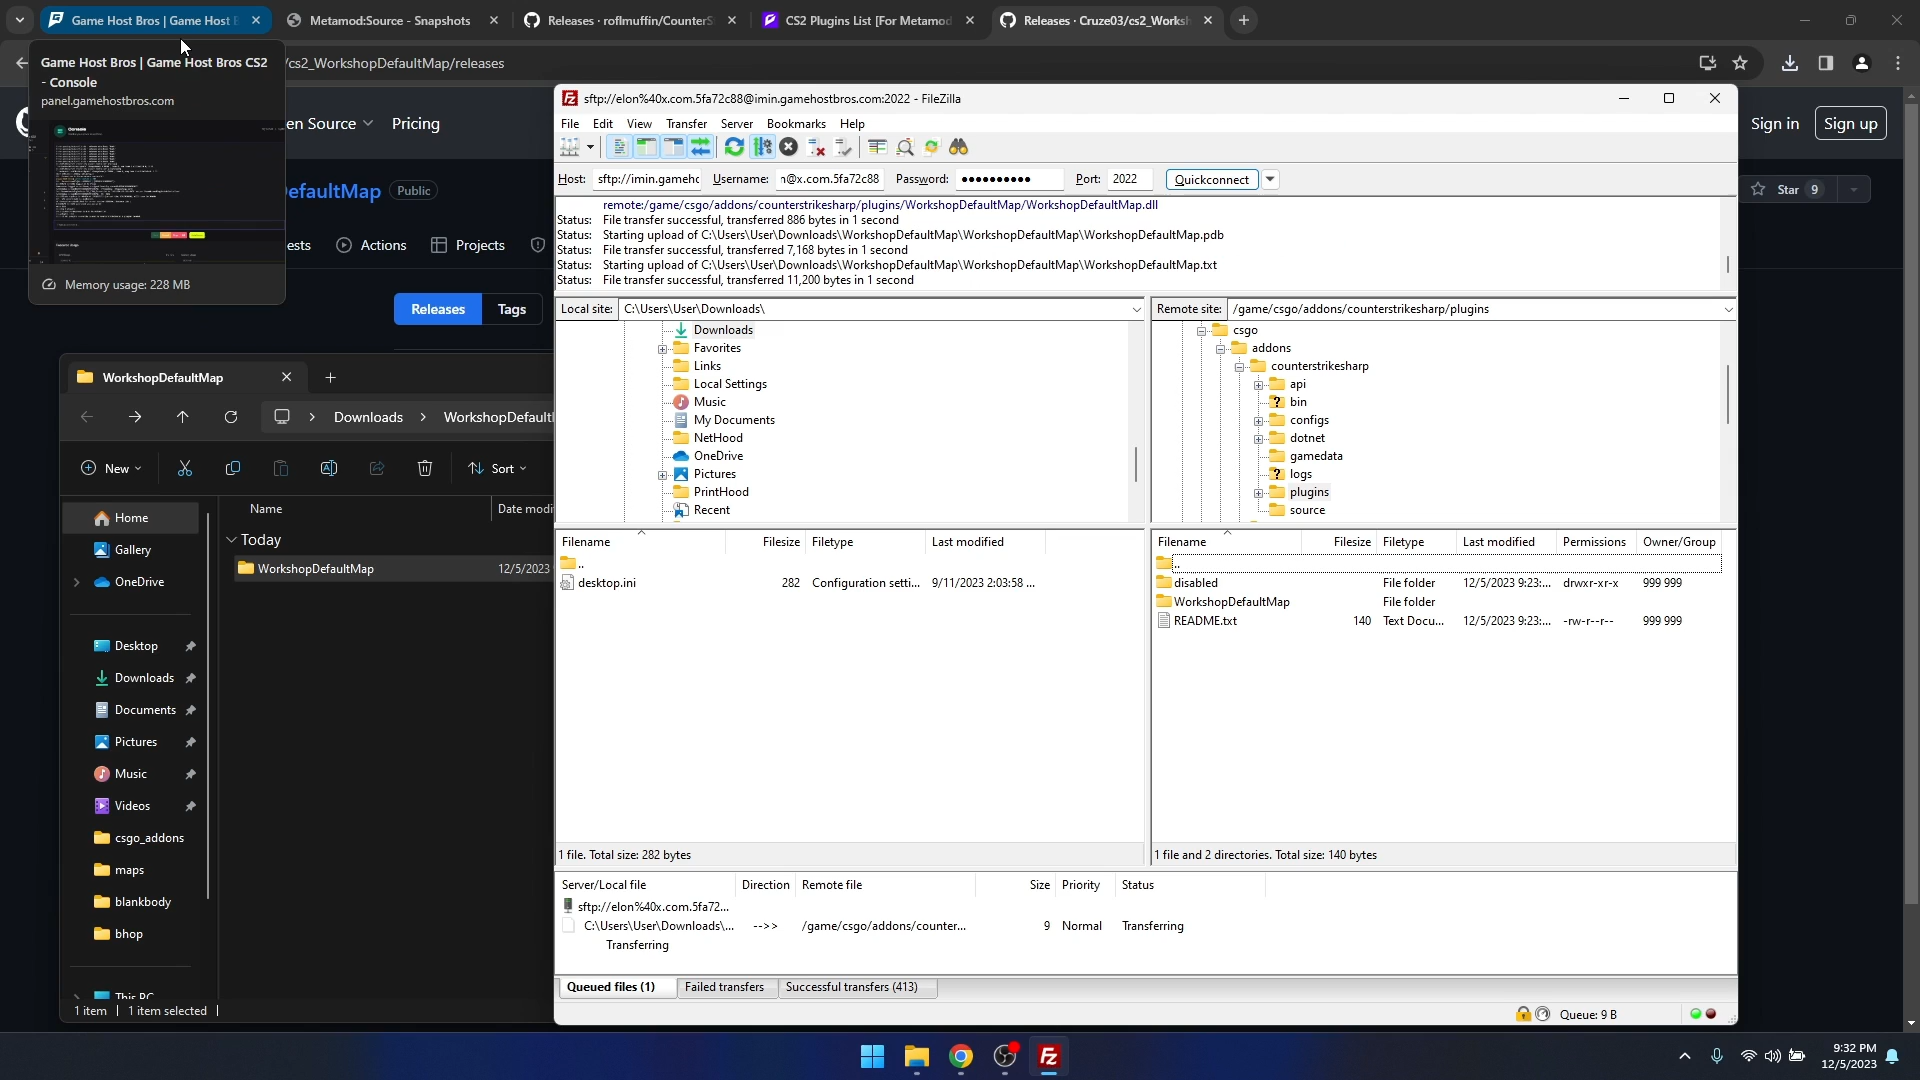 Game Host Bros | Game Host B
Metamod:Source - Snapshots
Releases · roflmuffin/CounterS
CS2 Plugins List [For Metamod
Releases · Cruze03/cs2_Worksh
Game Host Bros | Game Host Bros CS2
- Console
panel.gamehostbros.com
Memory usage: 228 MB
/cs2_WorkshopDefaultMap/releases
en Source
Pricing
Sign in
Sign up
efaultMap
Public
Star 9
ests
Actions
Projects
Releases
Tags
sftp://elon%40x.com.5fa72c88@imin.gamehostbros.com:2022 - FileZilla
File Edit View Transfer Server Bookmarks Help
Host: sftp://imin.gamehc Username: n@x.com.5fa72c88 Password: ●●●●●●●●●● Port: 2022 Quickconnect
remote:/game/csgo/addons/counterstrikesharp/plugins/WorkshopDefaultMap/WorkshopDefaultMap.dll
Status: File transfer successful, transferred 886 bytes in 1 second
Status: Starting upload of C:\Users\User\Downloads\WorkshopDefaultMap\WorkshopDefaultMap\WorkshopDefaultMap.pdb
Status: File transfer successful, transferred 7,168 bytes in 1 second
Status: Starting upload of C:\Users\User\Downloads\WorkshopDefaultMap\WorkshopDefaultMap\WorkshopDefaultMap.txt
Status: File transfer successful, transferred 11,200 bytes in 1 second
Local site: C:\Users\User\Downloads\
Downloads
Favorites
Links
Local Settings
Music
My Documents
NetHood
OneDrive
Pictures
PrintHood
Recent
Remote site: /game/csgo/addons/counterstrikesharp/plugins
csgo
addons
counterstrikesharp
api
bin
configs
dotnet
gamedata
logs
plugins
source
Filename Filesize Filetype Last modified
..
desktop.ini 282 Configuration setti... 9/11/2023 2:03:58 ...
1 file. Total size: 282 bytes
Filename Filesize Filetype Last modified Permissions Owner/Group
..
disabled File folder 12/5/2023 9:23:... drwxr-xr-x 999 999
WorkshopDefaultMap File folder
README.txt 140 Text Docu... 12/5/2023 9:23:... -rw-r--r-- 999 999
1 file and 2 directories. Total size: 140 bytes
Server/Local file Direction Remote file Size Priority Status
sftp://elon%40x.com.5fa72...
C:\Users\User\Downloads\... -->> /game/csgo/addons/counter... 9 Normal Transferring
Transferring
Queued files (1) Failed transfers Successful transfers (413)
Queue: 9 B
WorkshopDefaultMap
Downloads > Workshop​Default
New
Sort
Name Date modi
Today
WorkshopDefaultMap 12/5/2023
Home
Gallery
OneDrive
Desktop
Downloads
Documents
Pictures
Music
Videos
csgo_addons
maps
blankbody
bhop
This PC
1 item 1 item selected
9:32 PM
12/5/2023